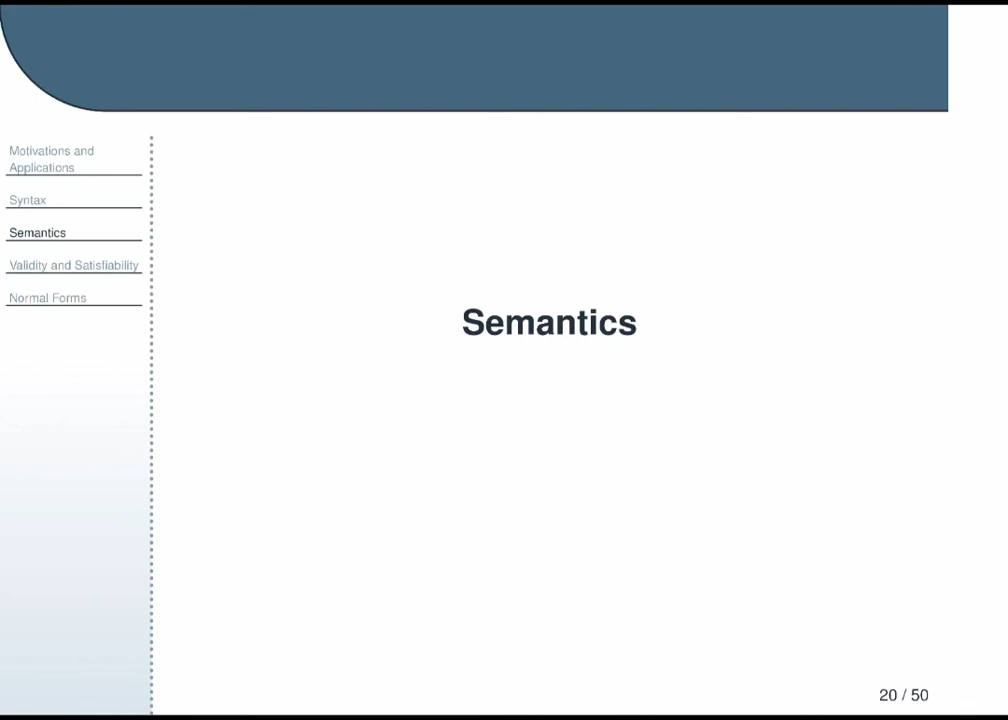 Motivations and
Applications
Syntax
Semantics
Validity and Satisfiability
Normal Forms
Semantics
20 / 50